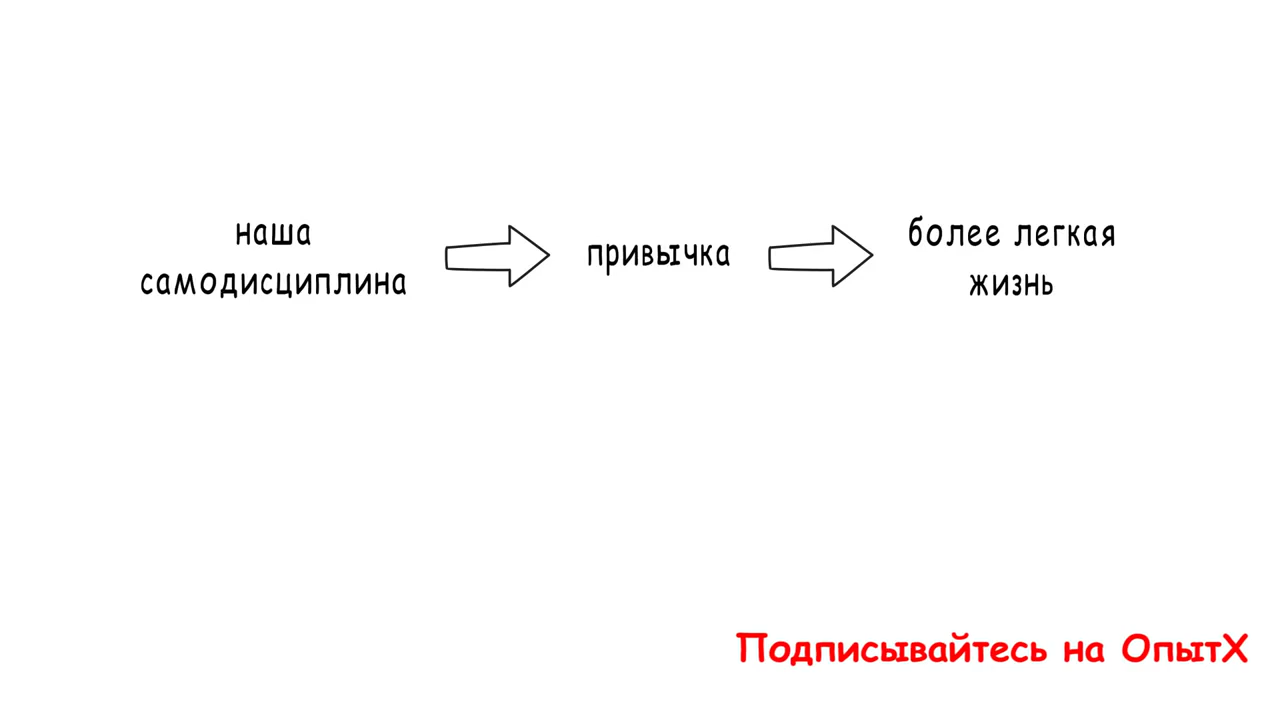 наша
самодисциплина
привычка
более легкая
жизнь
Подписывайтесь на ОпытХ